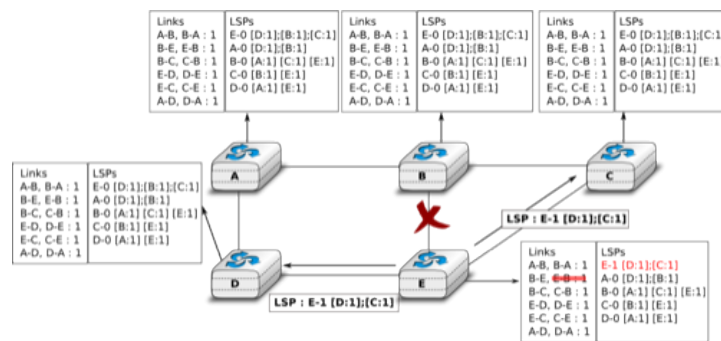 Links LSPs
A-B, B-A : 1 E-0 [D:1];[B:1];[C:1]
B-E, E-B : 1 A-0 [D:1];[B:1]
B-C, C-B : 1 B-0 [A:1] [C:1] [E:1]
E-D, D-E : 1 C-0 [B:1] [E:1]
E-C, C-E : 1 D-0 [A:1] [E:1]
A-D, D-A : 1
Links LSPs
A-B, B-A : 1 E-0 [D:1];[B:1];[C:1]
B-E, E-B : 1 A-0 [D:1];[B:1]
B-C, C-B : 1 B-0 [A:1] [C:1] [E:1]
E-D, D-E : 1 C-0 [B:1] [E:1]
E-C, C-E : 1 D-0 [A:1] [E:1]
A-D, D-A : 1
Links LSPs
A-B, B-A : 1 E-0 [D:1];[B:1];[C:1]
B-E, E-B : 1 A-0 [D:1];[B:1]
B-C, C-B : 1 B-0 [A:1] [C:1] [E:1]
E-D, D-E : 1 C-0 [B:1] [E:1]
E-C, C-E : 1 D-0 [A:1] [E:1]
A-D, D-A : 1
A
B
C
Links LSPs
A-B, B-A : 1 E-0 [D:1];[B:1];[C:1]
B-E, E-B : 1 A-0 [D:1];[B:1]
B-C, C-B : 1 B-0 [A:1] [C:1] [E:1]
E-D, D-E : 1 C-0 [B:1] [E:1]
E-C, C-E : 1 D-0 [A:1] [E:1]
A-D, D-A : 1
LSP : E-1 [D:1];[C:1]
D
E
LSP : E-1 [D:1];[C:1]
Links LSPs
A-B, B-A : 1 E-1 [D:1];[C:1]
B-E, E-B : 1 A-0 [D:1];[B:1]
B-C, C-B : 1 B-0 [A:1] [C:1] [E:1]
E-D, D-E : 1 C-0 [B:1] [E:1]
E-C, C-E : 1 D-0 [A:1] [E:1]
A-D, D-A : 1